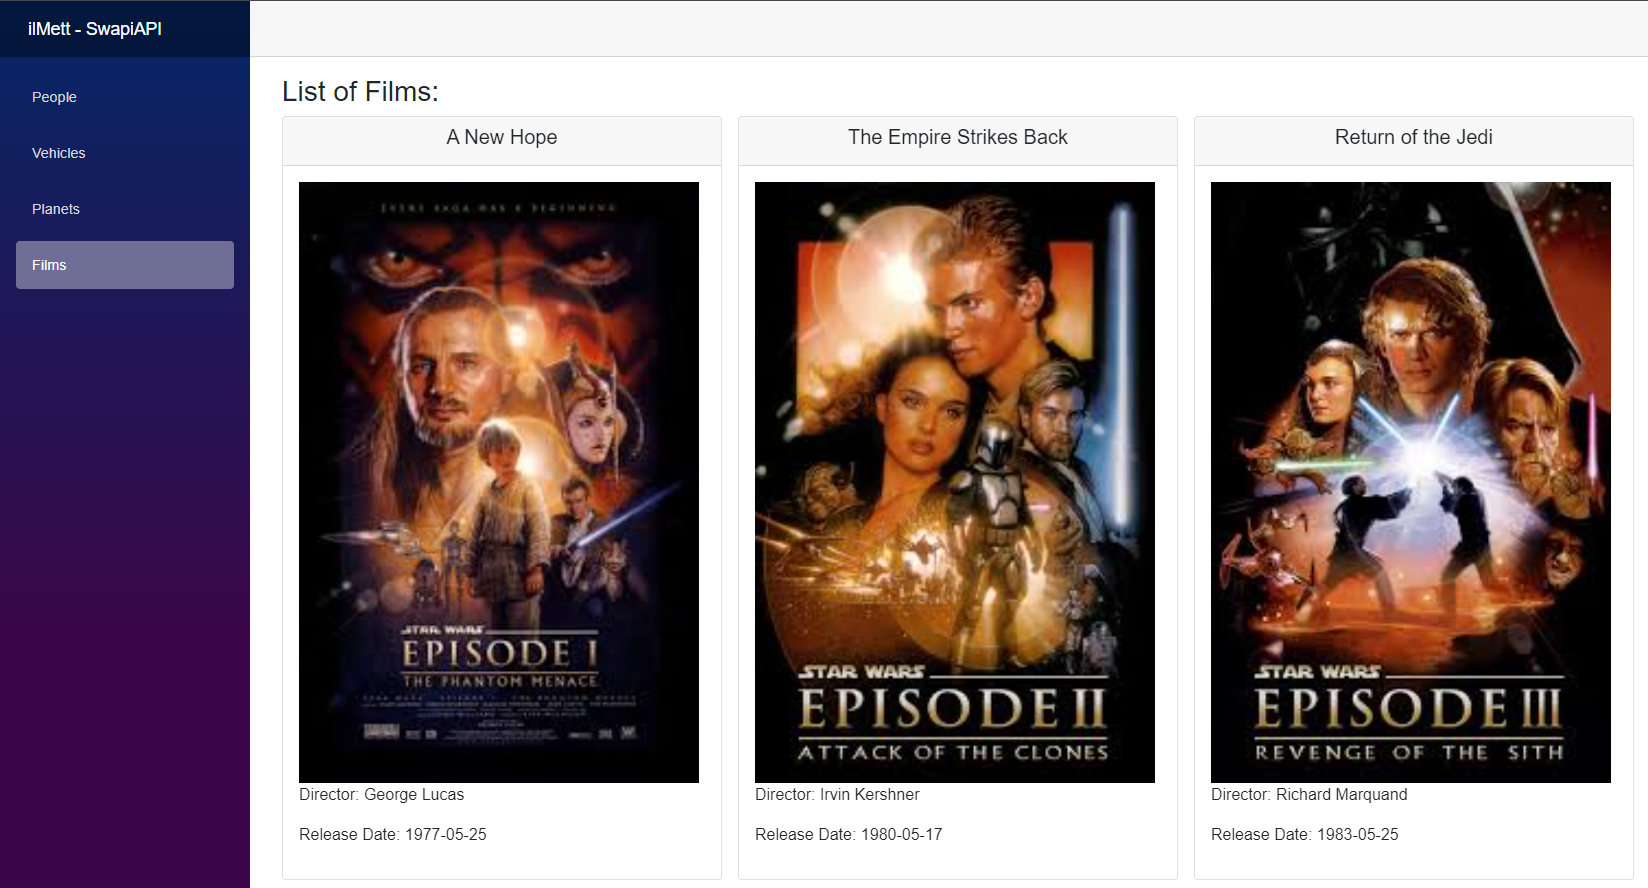 ilMett - SwapiAPI
People
Vehicles
Planets
Films
List of Films:
A New Hope
EVERY SAGA HAS A BEGINNING
STAR WARS
EPISODE I
THE PHANTOM MENACE
Director: George Lucas
Release Date: 1977-05-25
The Empire Strikes Back
STAR WARS
EPISODE II
ATTACK OF THE CLONES
Director: Irvin Kershner
Release Date: 1980-05-17
Return of the Jedi
STAR WARS
EPISODE III
REVENGE OF THE SITH
Director: Richard Marquand
Release Date: 1983-05-25